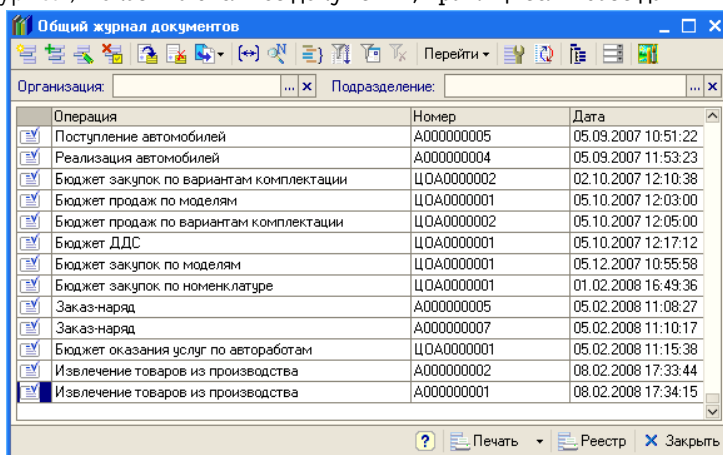 Общий журнал документов
Перейти
Организация: ... x Подразделение: ... x
Операция Номер Дата
Поступление автомобилей А000000005 05.09.2007 10:51:22
Реализация автомобилей А000000004 05.09.2007 11:53:23
Бюджет закупок по вариантам комплектации ЦОА0000002 02.10.2007 12:10:38
Бюджет продаж по моделям ЦОА0000001 05.10.2007 12:03:00
Бюджет продаж по вариантам комплектации ЦОА0000002 05.10.2007 12:05:00
Бюджет ДДС ЦОА0000001 05.10.2007 12:17:12
Бюджет закупок по моделям ЦОА0000001 05.12.2007 10:55:58
Бюджет закупок по номенклатуре ЦОА0000001 01.02.2008 16:49:36
Заказ-наряд А000000005 05.02.2008 11:08:27
Заказ-наряд А000000007 05.02.2008 11:10:17
Бюджет оказания услуг по автоработам ЦОА0000001 05.02.2008 11:15:38
Извлечение товаров из производства А000000002 08.02.2008 17:33:44
Извлечение товаров из производства А000000001 08.02.2008 17:34:15
? Печать Реестр X Закрыть